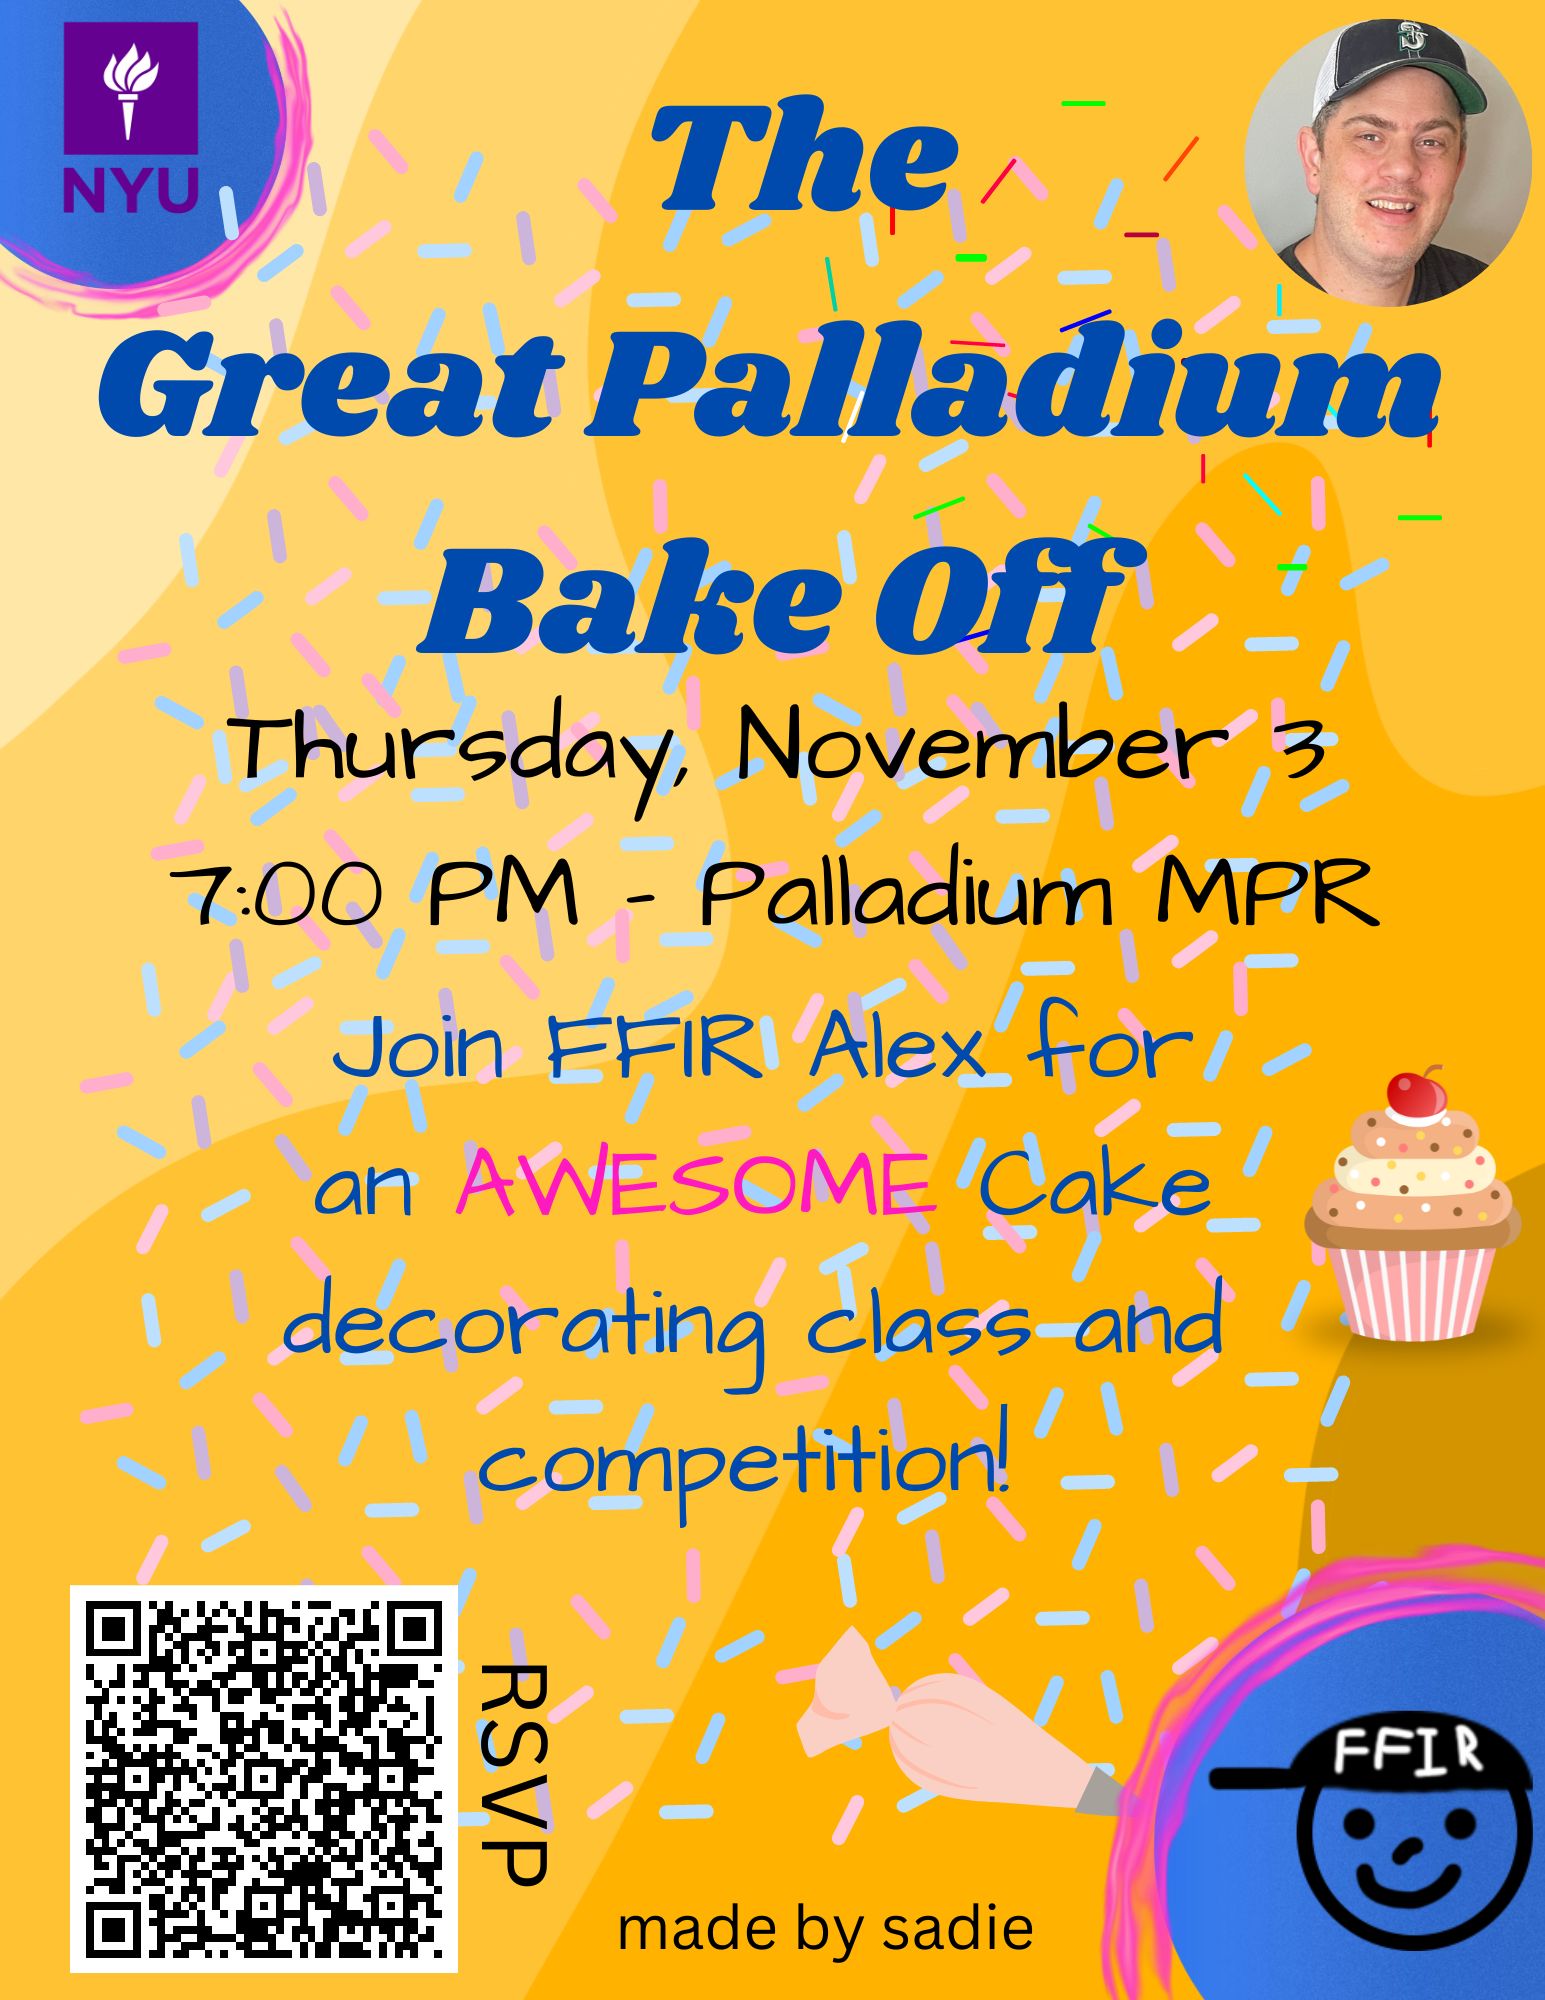 NYU
The
Great Palladium
Bake Off
Thursday, November 3
7:00 PM - Palladium MPR
Join FFIR Alex for
an AWESOME Cake
decorating class and
competition!
RSVP
FFIR
made by sadie